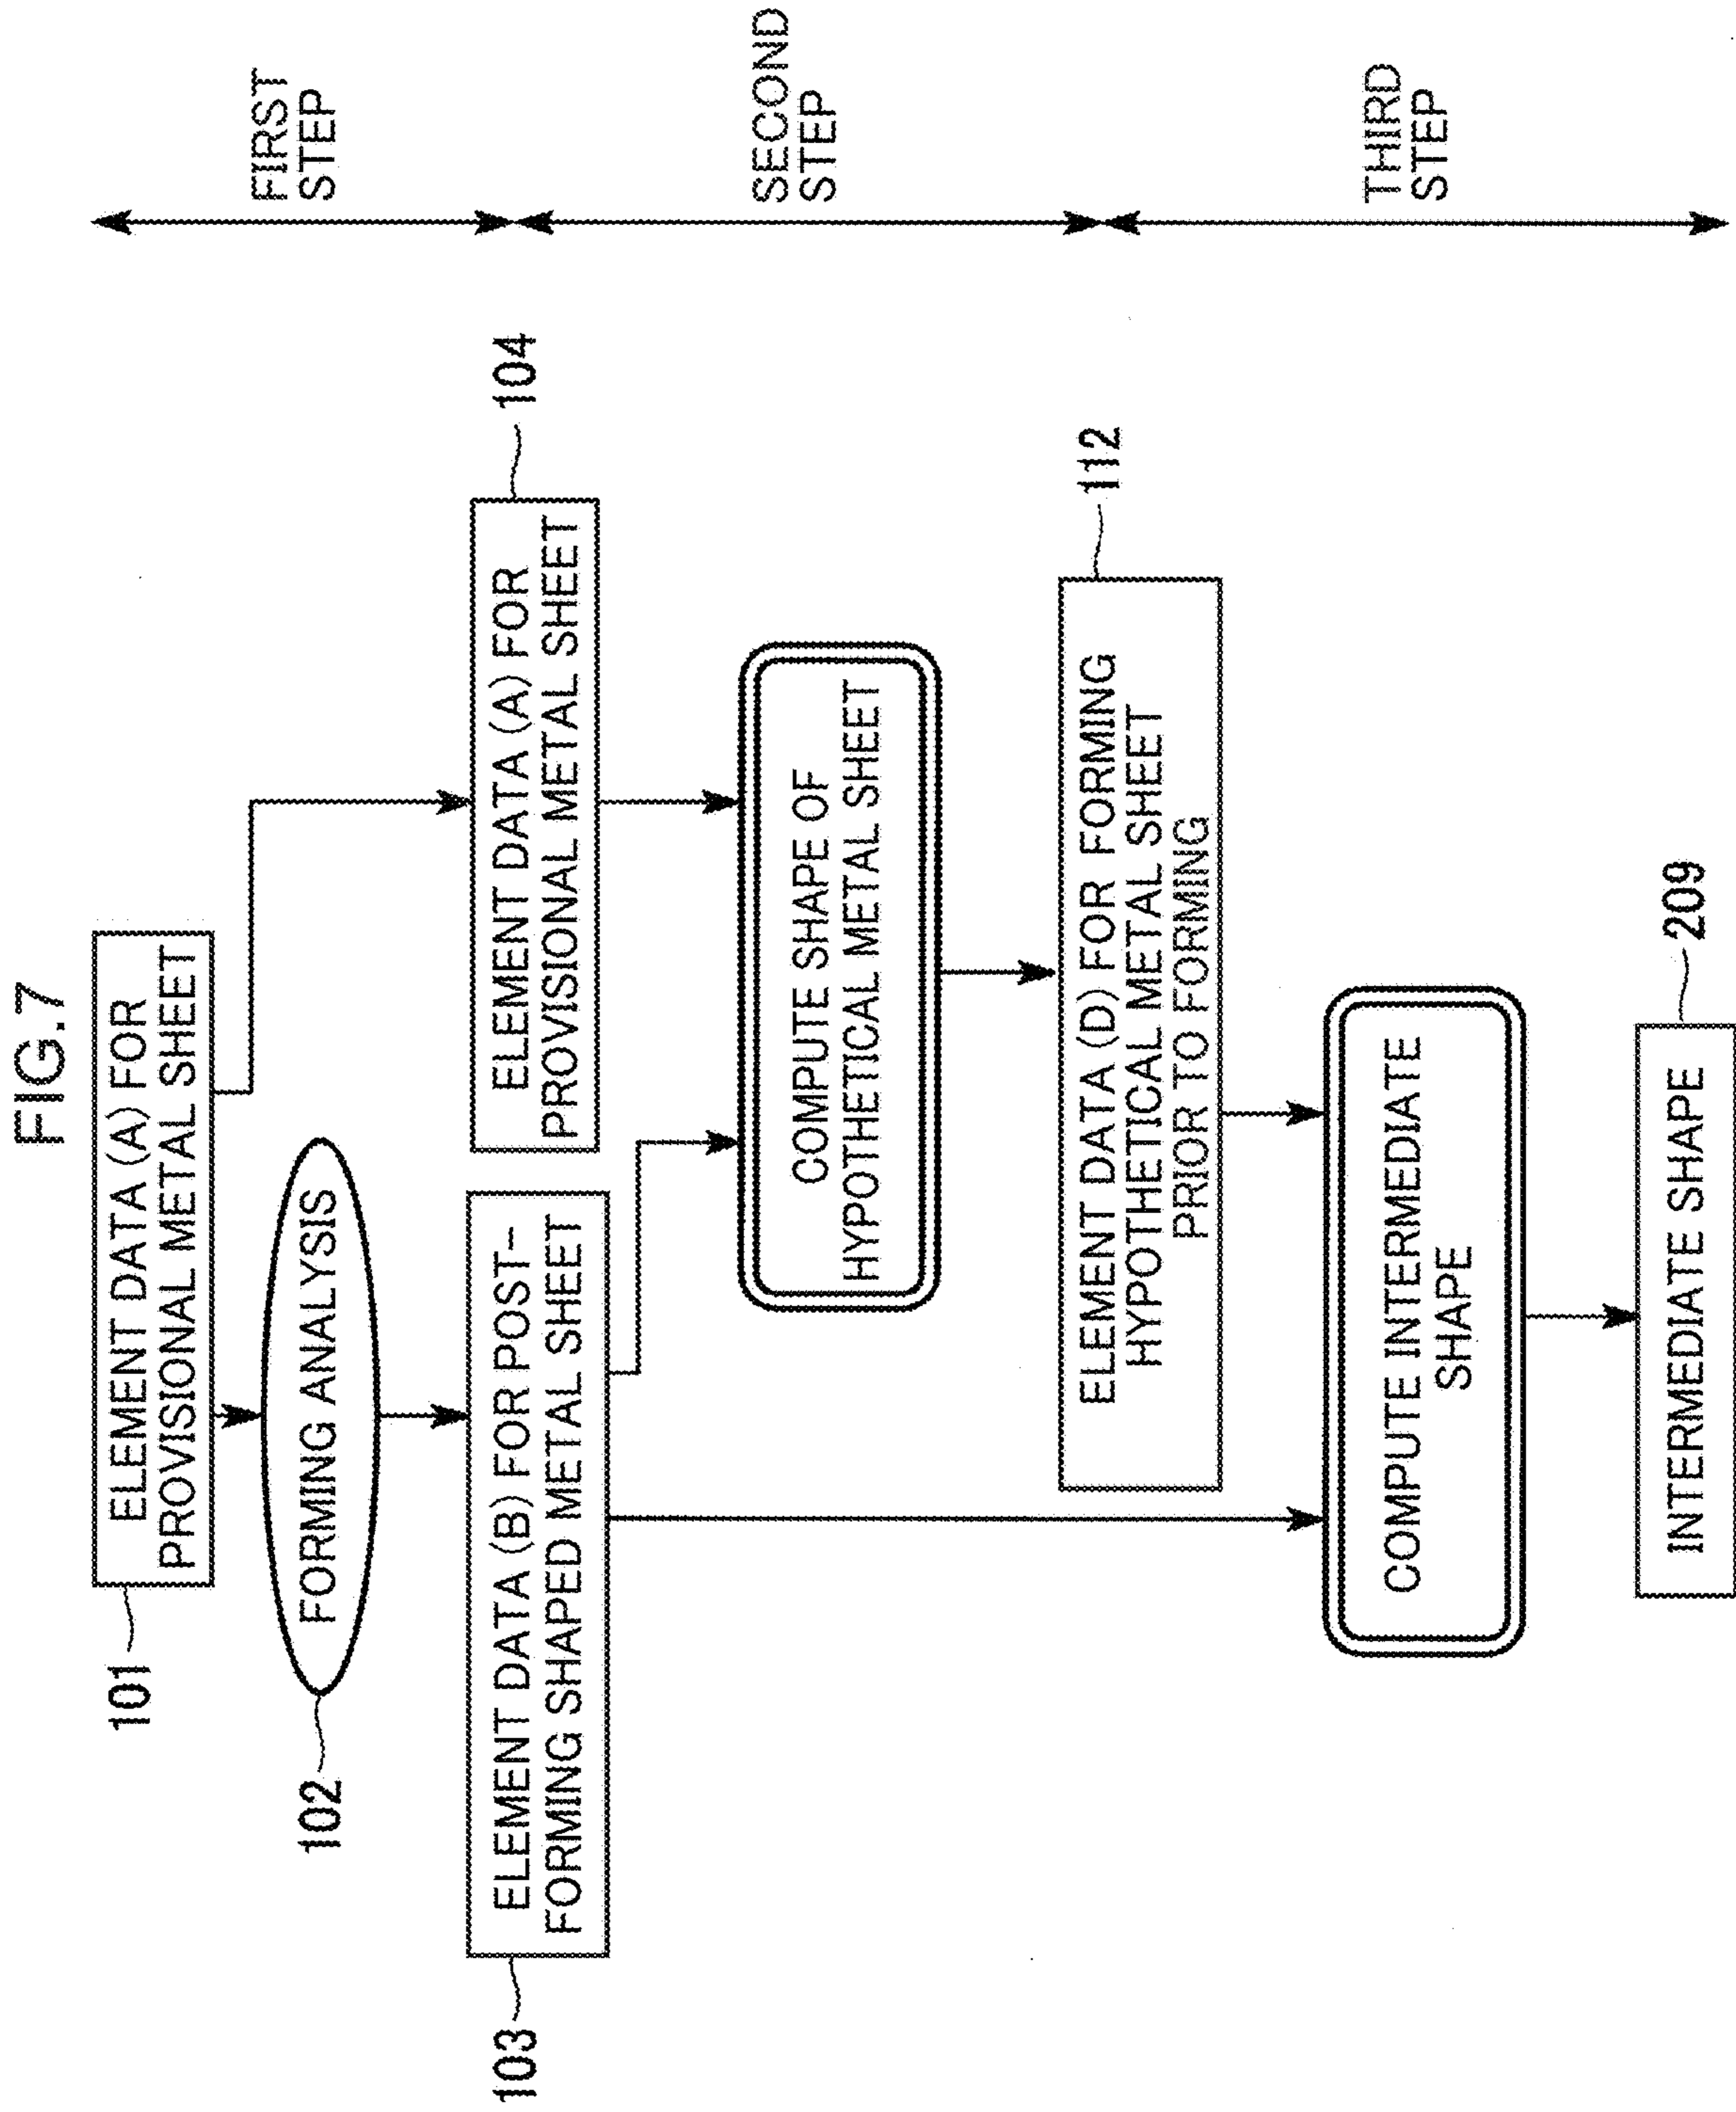 FIG.7
ELEMENT DATA (A) FOR
PROVISIONAL METAL SHEET
101
FORMING ANALYSIS
102
FIRST
STEP
ELEMENT DATA (B) FOR POST-
FORMING SHAPED METAL SHEET
103
ELEMENT DATA (A) FOR
PROVISIONAL METAL SHEET
104
COMPUTE SHAPE OF
HYPOTHETICAL METAL SHEET
SECOND
STEP
ELEMENT DATA (D) FOR FORMING
HYPOTHETICAL METAL SHEET
PRIOR TO FORMING
112
COMPUTE INTERMEDIATE
SHAPE
THIRD
STEP
INTERMEDIATE SHAPE
209